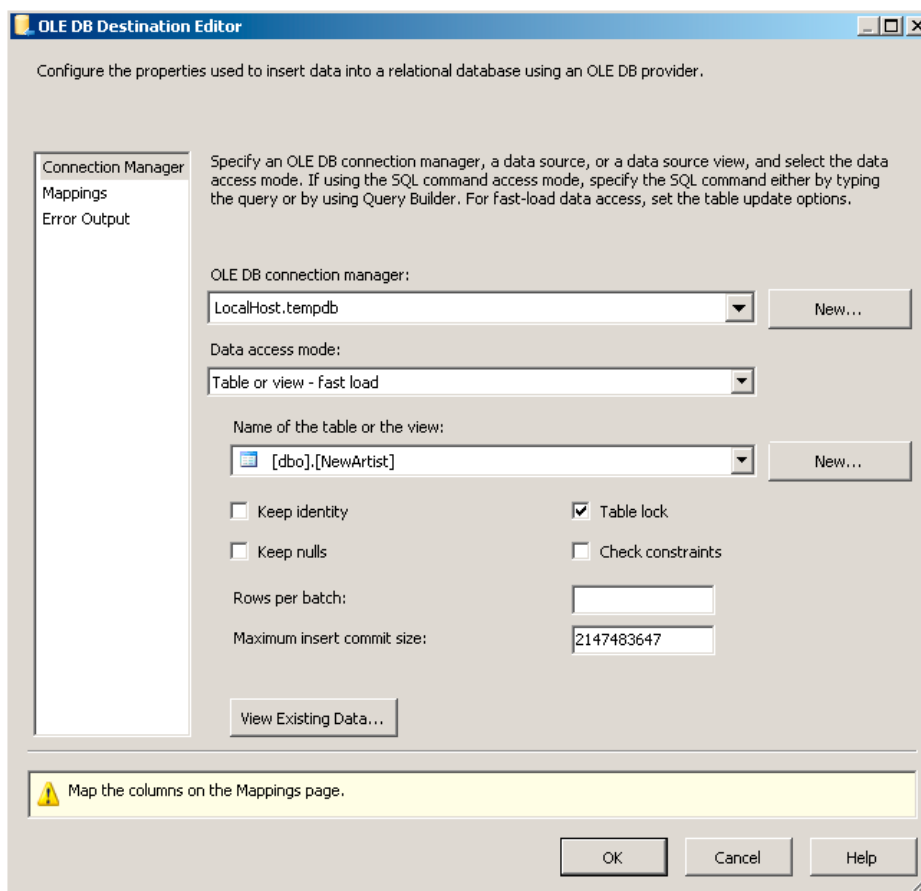 OLE DB Destination Editor
Configure the properties used to insert data into a relational database using an OLE DB provider.
Connection Manager
Mappings
Error Output
Specify an OLE DB connection manager, a data source, or a data source view, and select the data
access mode. If using the SQL command access mode, specify the SQL command either by typing
the query or by using Query Builder. For fast-load data access, set the table update options.
OLE DB connection manager:
LocalHost.tempdb
New...
Data access mode:
Table or view - fast load
Name of the table or the view:
[dbo].[NewArtist]
New...
Keep identity
Table lock
Keep nulls
Check constraints
Rows per batch:
Maximum insert commit size:
2147483647
View Existing Data...
Map the columns on the Mappings page.
OK
Cancel
Help